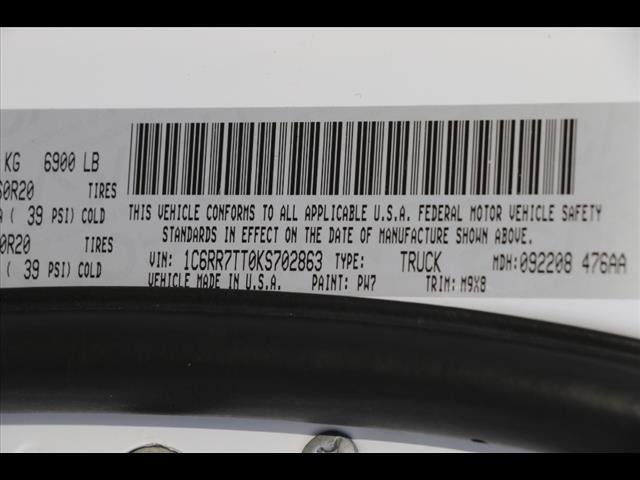 KG 6900 LB
60R20 TIRES
A( 39 PSI) COLD
0R20 TIRES
( 39 PSI) COLD
THIS VEHICLE CONFORMS TO ALL APPLICABLE U.S.A. FEDERAL MOTOR VEHICLE SAFETY
STANDARDS IN EFFECT ON THE DATE OF MANUFACTURE SHOWN ABOVE.
VIN: 1C6RR7TT0KS702863 TYPE: TRUCK MDH: 092208 476AA
VEHICLE MADE IN U.S.A. PAINT: PW7 TRIM: M9X8